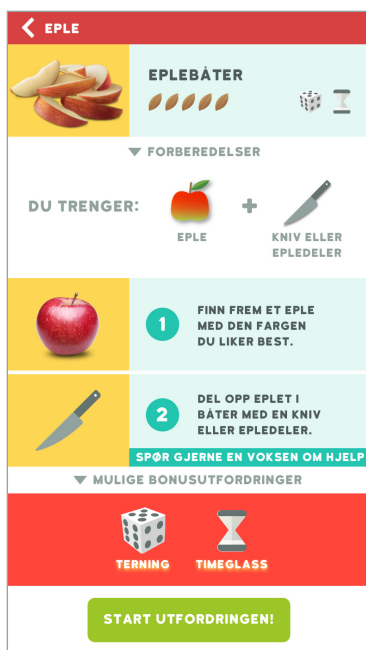 EPLE
EPLEBÅTER
FORBEREDELSER
DU TRENGER:
EPLE
+
KNIV ELLER
EPLEDELER
1
FINN FREM ET EPLE
MED DEN FARGEN
DU LIKER BEST.
2
DEL OPP EPLET I
BÅTER MED EN KNIV
ELLER EPLEDELER.
SPØR GJERNE EN VOKSEN OM HJELP
MULIGE BONUSUTFORDRINGER
TERNING
TIMEGLASS
START UTFORDRINGEN!